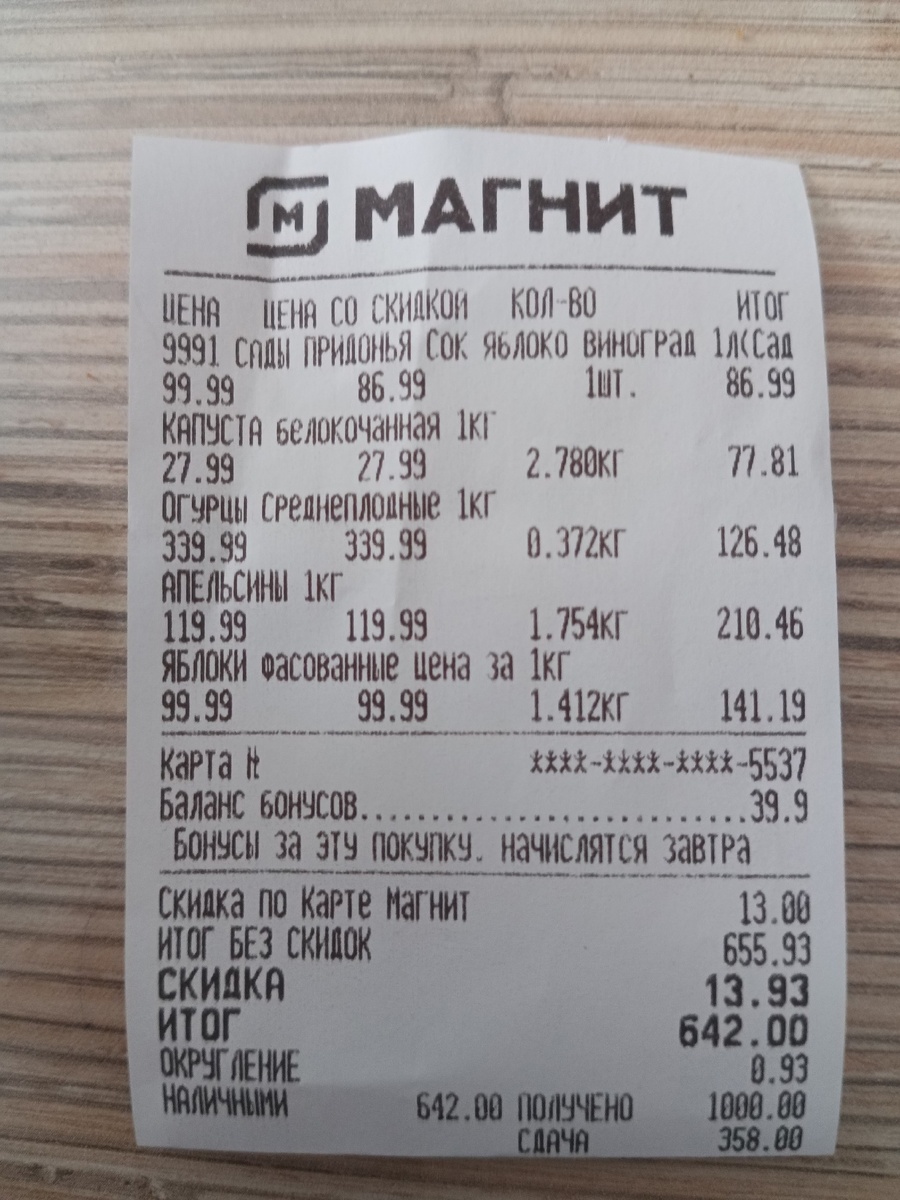 М МАГНИТ
ЦЕНА ЦЕНА СО СКИДКОЙ КОЛ-ВО ИТОГ
9991 САДЫ ПРИДОНЬЯ Сок ЯБЛОКО ВИНОГРАД 1л(Сад
99.99 86.99 1ШТ. 86.99
КАПУСТА белокочанная 1КГ
27.99 27.99 2.780КГ 77.81
ОГУРЦЫ Среднеплодные 1КГ
339.99 339.99 0.372КГ 126.48
АПЕЛЬСИНЫ 1КГ
119.99 119.99 1.754КГ 210.46
ЯБЛОКИ Фасованные цена за 1КГ
99.99 99.99 1.412КГ 141.19
Карта № ****-****-****-5537
Баланс бонусов..........................39.9
Бонусы за эту покупку. начислятся завтра
Скидка по Карте Магнит 13.00
ИТОГ БЕЗ СКИДОК 655.93
СКИДКА 13.93
ИТОГ 642.00
ОКРУГЛЕНИЕ 0.93
НАЛИЧНЫМИ 642.00 ПОЛУЧЕНО 1000.00
СДАЧА 358.00